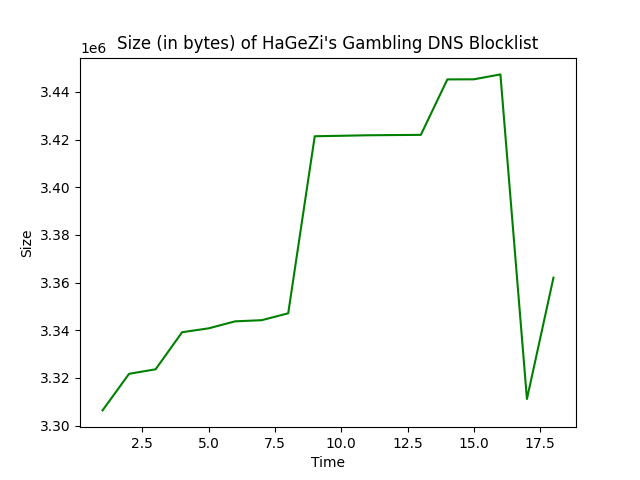 Size (in bytes) of HaGeZi's Gambling DNS Blocklist
1e6
3.44
3.42
3.40
3.38
3.36
3.34
3.32
3.30
Size
2.5 5.0 7.5 10.0 12.5 15.0 17.5
Time